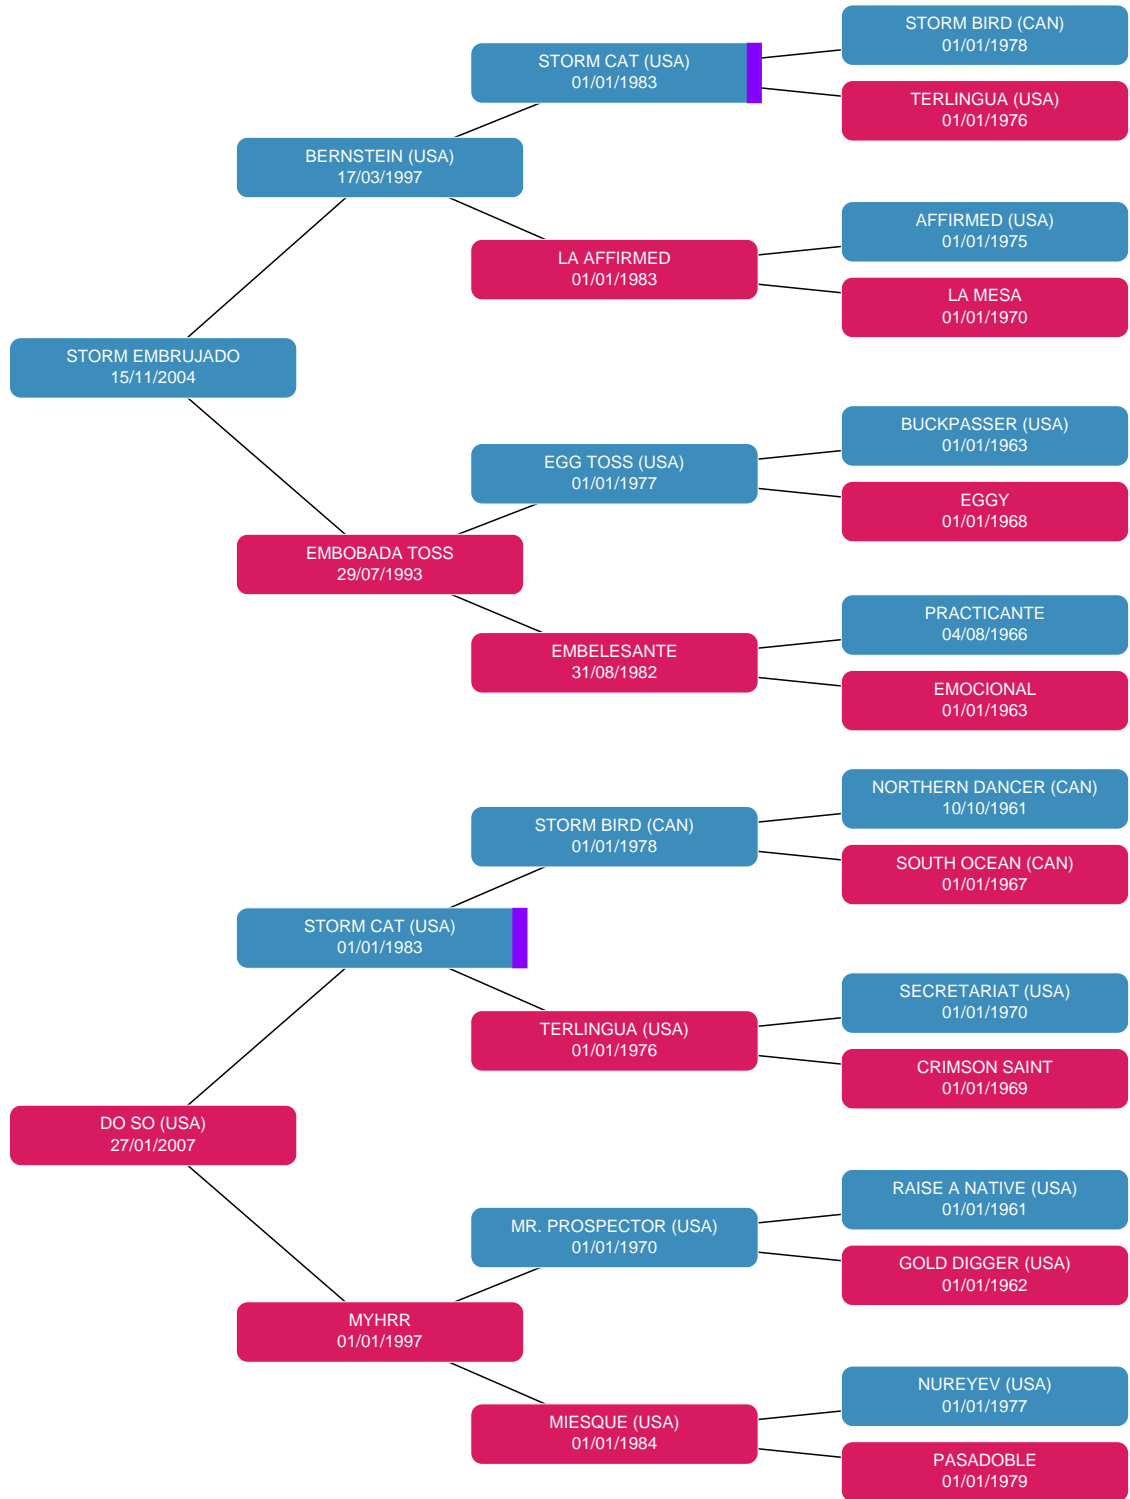 STORM BIRD (CAN)
01/01/1978
STORM CAT (USA)
01/01/1983
TERLINGUA (USA)
01/01/1976
BERNSTEIN (USA)
17/03/1997
AFFIRMED (USA)
01/01/1975
LA AFFIRMED
01/01/1983
LA MESA
01/01/1970
STORM EMBRUJADO
15/11/2004
BUCKPASSER (USA)
01/01/1963
EGG TOSS (USA)
01/01/1977
EGGY
01/01/1968
EMBOBADA TOSS
29/07/1993
PRACTICANTE
04/08/1966
EMBELESANTE
31/08/1982
EMOCIONAL
01/01/1963
NORTHERN DANCER (CAN)
10/10/1961
STORM BIRD (CAN)
01/01/1978
SOUTH OCEAN (CAN)
01/01/1967
STORM CAT (USA)
01/01/1983
SECRETARIAT (USA)
01/01/1970
TERLINGUA (USA)
01/01/1976
CRIMSON SAINT
01/01/1969
DO SO (USA)
27/01/2007
RAISE A NATIVE (USA)
01/01/1961
MR. PROSPECTOR (USA)
01/01/1970
GOLD DIGGER (USA)
01/01/1962
MYHRR
01/01/1997
NUREYEV (USA)
01/01/1977
MIESQUE (USA)
01/01/1984
PASADOBLE
01/01/1979